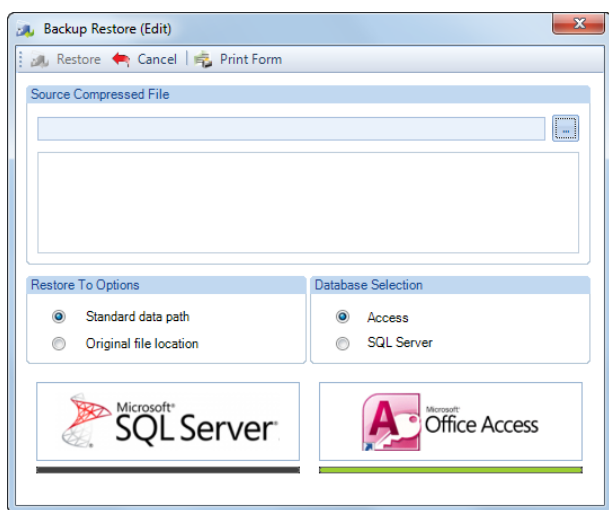 Backup Restore (Edit)
Restore Cancel Print Form
Source Compressed File
...
Restore To Options
Database Selection
Standard data path
Access
Original file location
SQL Server
Microsoft®
SQL Server®
Microsoft®
Office Access